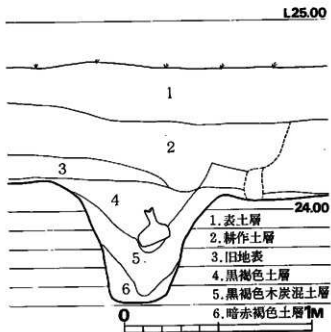 L25.00
1
2
3
4
24.00
5
6
1.表土層
2.耕作土層
3.旧地表
4.黒褐色土層
5.黒褐色木炭混土層
6.暗赤褐色土層
0 1M